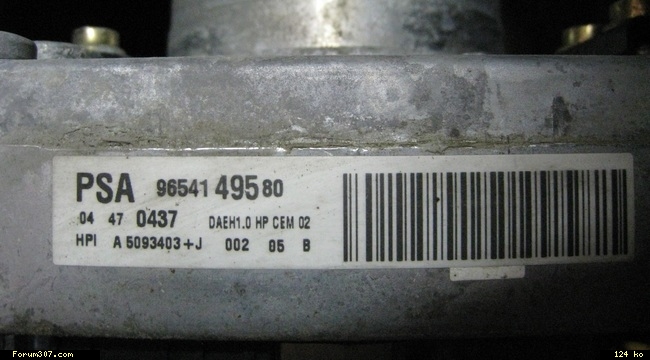 PSA 96541 495 80
04 47 0437 DAEH1.0 HP CEM 02
HPI A 5093403+J 002 85 B
Forum307.com 124 ko